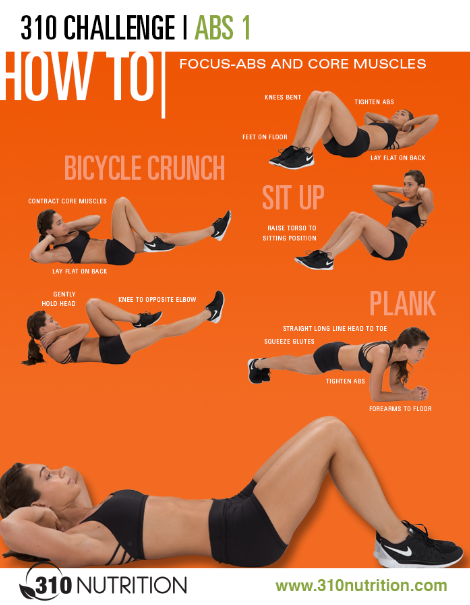 310 CHALLENGE | ABS 1
HOW TO
FOCUS-ABS AND CORE MUSCLES
KNEES BENT
TIGHTEN ABS
FEET ON FLOOR
LAY FLAT ON BACK
SIT UP
RAISE TORSO TO
SITTING POSITION
BICYCLE CRUNCH
CONTRACT CORE MUSCLES
LAY FLAT ON BACK
GENTLY
HOLD HEAD
KNEE TO OPPOSITE ELBOW
PLANK
STRAIGHT LONG LINE HEAD TO TOE
SQUEEZE GLUTES
TIGHTEN ABS
FOREARMS TO FLOOR
310 NUTRITION
www.310nutrition.com